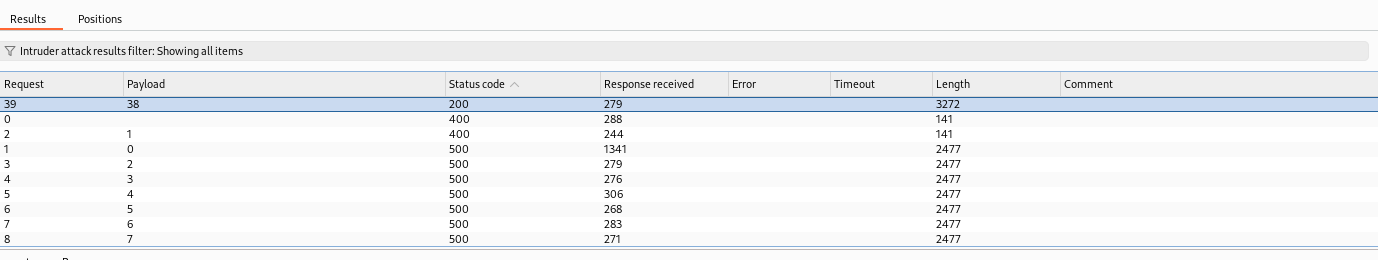 Results Positions
Intruder attack results filter: Showing all items
Request Payload Status code Response received Error Timeout Length Comment
39 38 200 279 3272
0 400 288 141
2 1 400 244 141
1 0 500 1341 2477
3 2 500 279 2477
4 3 500 276 2477
5 4 500 306 2477
6 5 500 268 2477
7 6 500 283 2477
8 7 500 271 2477